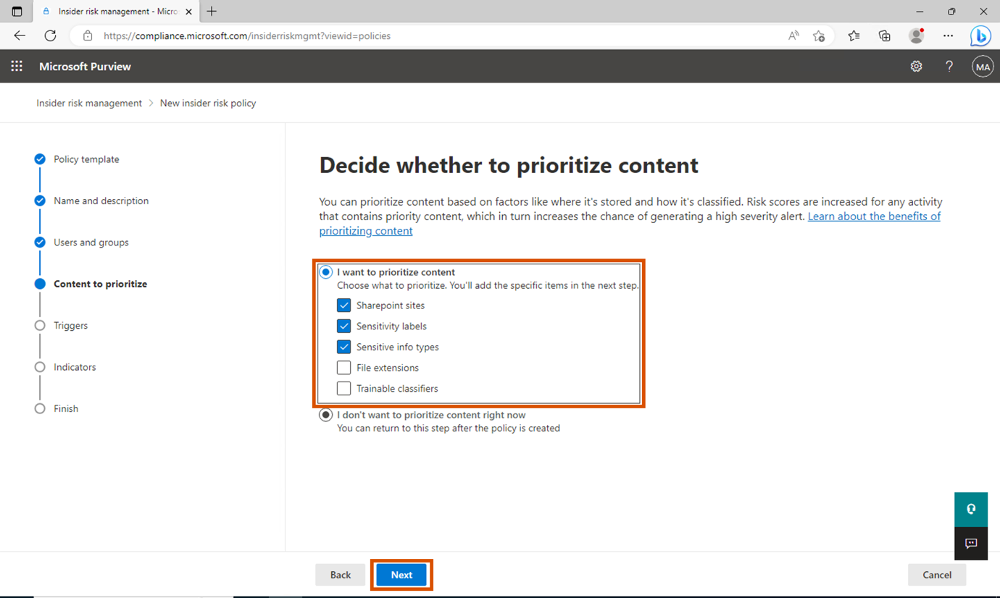 Insider risk management - Micro
https://compliance.microsoft.com/insiderriskmgmt?viewid=policies
Microsoft Purview
?
MA
Insider risk management > New insider risk policy
Policy template
Name and description
Users and groups
Content to prioritize
Triggers
Indicators
Finish
Decide whether to prioritize content
You can prioritize content based on factors like where it's stored and how it's classified. Risk scores are increased for any activity
that contains priority content, which in turn increases the chance of generating a high severity alert. Learn about the benefits of
prioritizing content
I want to prioritize content
Choose what to prioritize. You'll add the specific items in the next step.
Sharepoint sites
Sensitivity labels
Sensitive info types
File extensions
Trainable classifiers
I don't want to prioritize content right now
You can return to this step after the policy is created
Back
Next
Cancel